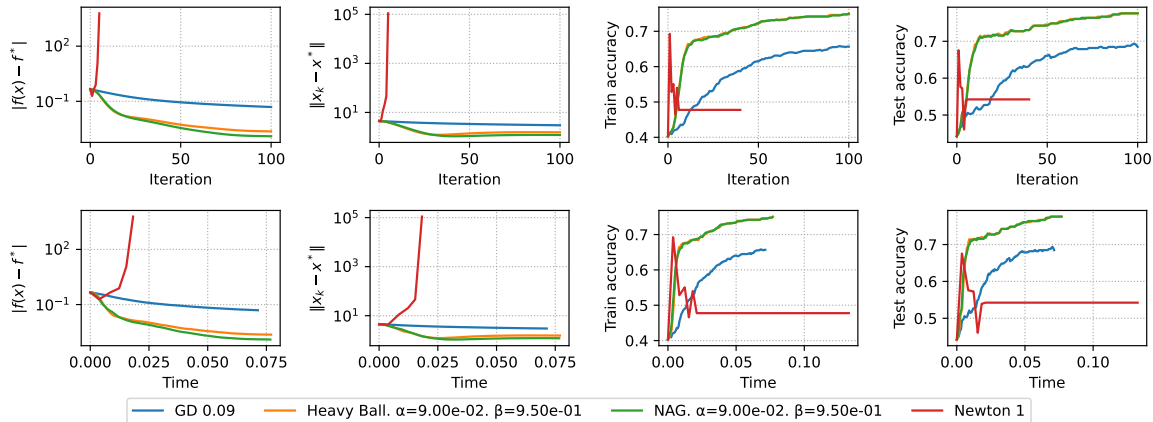 |f(x) − f*|
10²
10⁻¹
0
50
100
Iteration
‖x_k − x*‖
10⁵
10³
10¹
0
50
100
Iteration
Train accuracy
0.7
0.6
0.5
0.4
0
50
100
Iteration
Test accuracy
0.7
0.6
0.5
0
50
100
Iteration
|f(x) − f*|
10²
10⁻¹
0.000
0.025
0.050
0.075
Time
‖x_k − x*‖
10⁵
10³
10¹
0.000
0.025
0.050
0.075
Time
Train accuracy
0.7
0.6
0.5
0.4
0.00
0.05
0.10
Time
Test accuracy
0.7
0.6
0.5
0.00
0.05
0.10
Time
GD 0.09
Heavy Ball. α=9.00e-02. β=9.50e-01
NAG. α=9.00e-02. β=9.50e-01
Newton 1